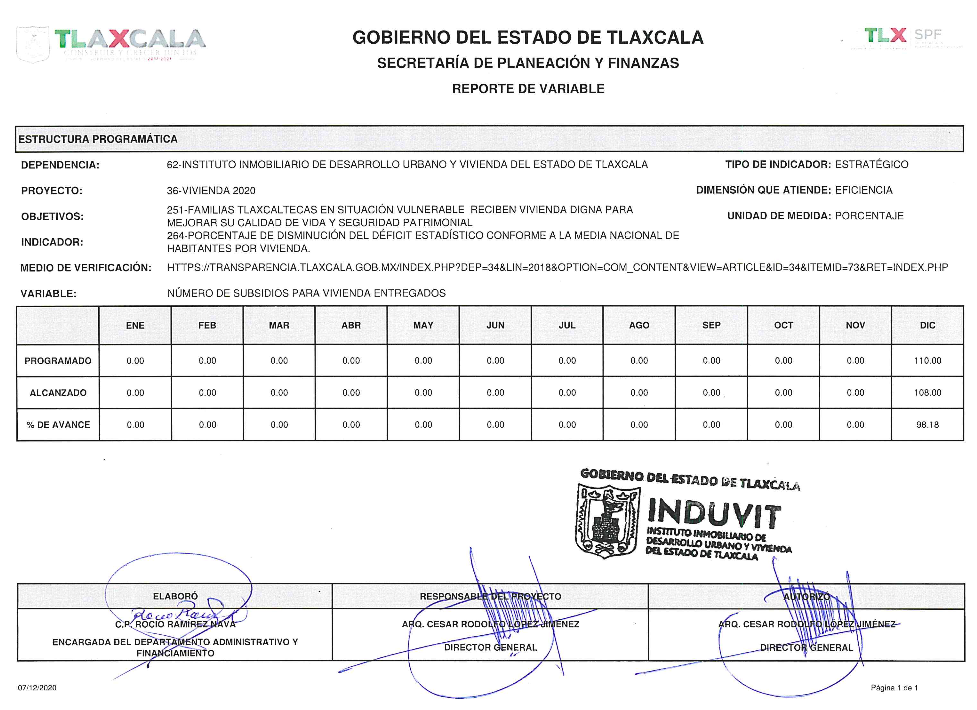 TLAXCALA
GOBIERNO DEL ESTADO DE TLAXCALA
TLX SPF
SECRETARÍA DE PLANEACIÓN Y FINANZAS
REPORTE DE VARIABLE
ESTRUCTURA PROGRAMÁTICA
DEPENDENCIA: 62-INSTITUTO INMOBILIARIO DE DESARROLLO URBANO Y VIVIENDA DEL ESTADO DE TLAXCALA TIPO DE INDICADOR: ESTRATÉGICO
PROYECTO: 36-VIVIENDA 2020 DIMENSIÓN QUE ATIENDE: EFICIENCIA
OBJETIVOS: 251-FAMILIAS TLAXCALTECAS EN SITUACIÓN VULNERABLE RECIBEN VIVIENDA DIGNA PARA UNIDAD DE MEDIDA: PORCENTAJE
MEJORAR SU CALIDAD DE VIDA Y SEGURIDAD PATRIMONIAL
INDICADOR: 264-PORCENTAJE DE DISMINUCIÓN DEL DÉFICIT ESTADÍSTICO CONFORME A LA MEDIA NACIONAL DE
HABITANTES POR VIVIENDA.
MEDIO DE VERIFICACIÓN: HTTPS://TRANSPARENCIA.TLAXCALA.GOB.MX/INDEX.PHP?DEP=34&LIN=2018&OPTION=COM_CONTENT&VIEW=ARTICLE&ID=34&ITEMID=73&RET=INDEX.PHP
VARIABLE: NÚMERO DE SUBSIDIOS PARA VIVIENDA ENTREGADOS
ENE FEB MAR ABR MAY JUN JUL AGO SEP OCT NOV DIC
PROGRAMADO 0.00 0.00 0.00 0.00 0.00 0.00 0.00 0.00 0.00 0.00 0.00 110.00
ALCANZADO 0.00 0.00 0.00 0.00 0.00 0.00 0.00 0.00 0.00 0.00 0.00 108.00
% DE AVANCE 0.00 0.00 0.00 0.00 0.00 0.00 0.00 0.00 0.00 0.00 0.00 98.18
GOBIERNO DEL ESTADO DE TLAXCALA
INDUVIT
INSTITUTO INMOBILIARIO DE
DESARROLLO URBANO Y VIVIENDA
DEL ESTADO DE TLAXCALA
ELABORÓ RESPONSABLE DEL PROYECTO AUTORIZÓ
C.P. ROCIO RAMIREZ NAVA ARQ. CESAR RODOLFO LOPEZ JIMÉNEZ ARQ. CESAR RODOLFO LOPEZ JIMÉNEZ
ENCARGADA DEL DEPARTAMENTO ADMINISTRATIVO Y
FINANCIAMIENTO
DIRECTOR GENERAL DIRECTOR GENERAL
07/12/2020 Página 1 de 1